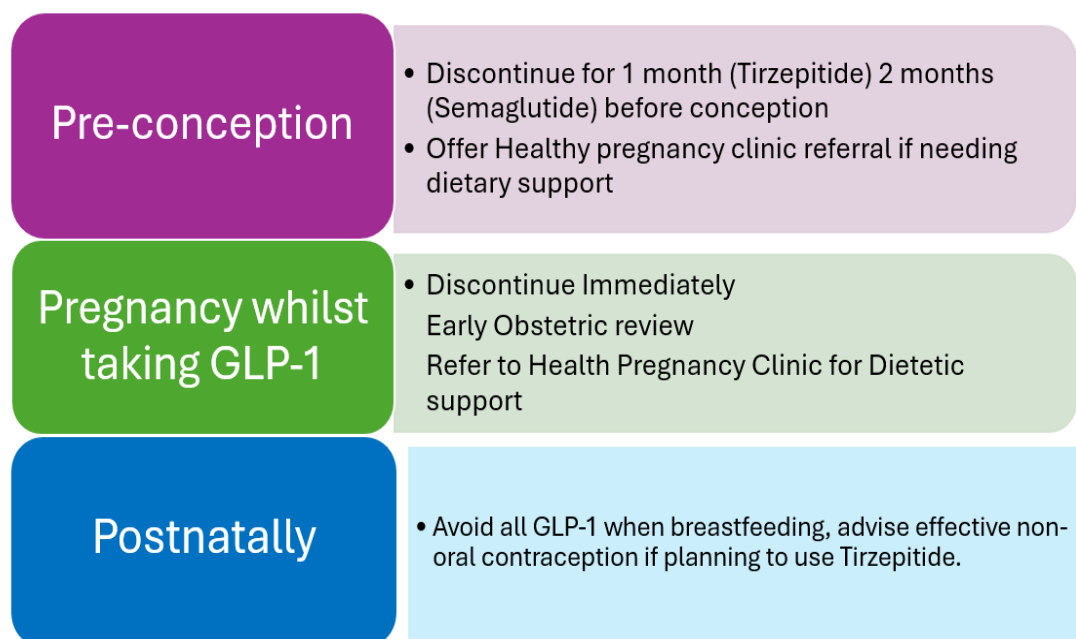 Pre-conception
• Discontinue for 1 month (Tirzepitide) 2 months
(Semaglutide) before conception
• Offer Healthy pregnancy clinic referral if needing
dietary support
Pregnancy whilst
taking GLP-1
• Discontinue Immediately
Early Obstetric review
Refer to Health Pregnancy Clinic for Dietetic
support
Postnatally
• Avoid all GLP-1 when breastfeeding, advise effective non-
oral contraception if planning to use Tirzepitide.